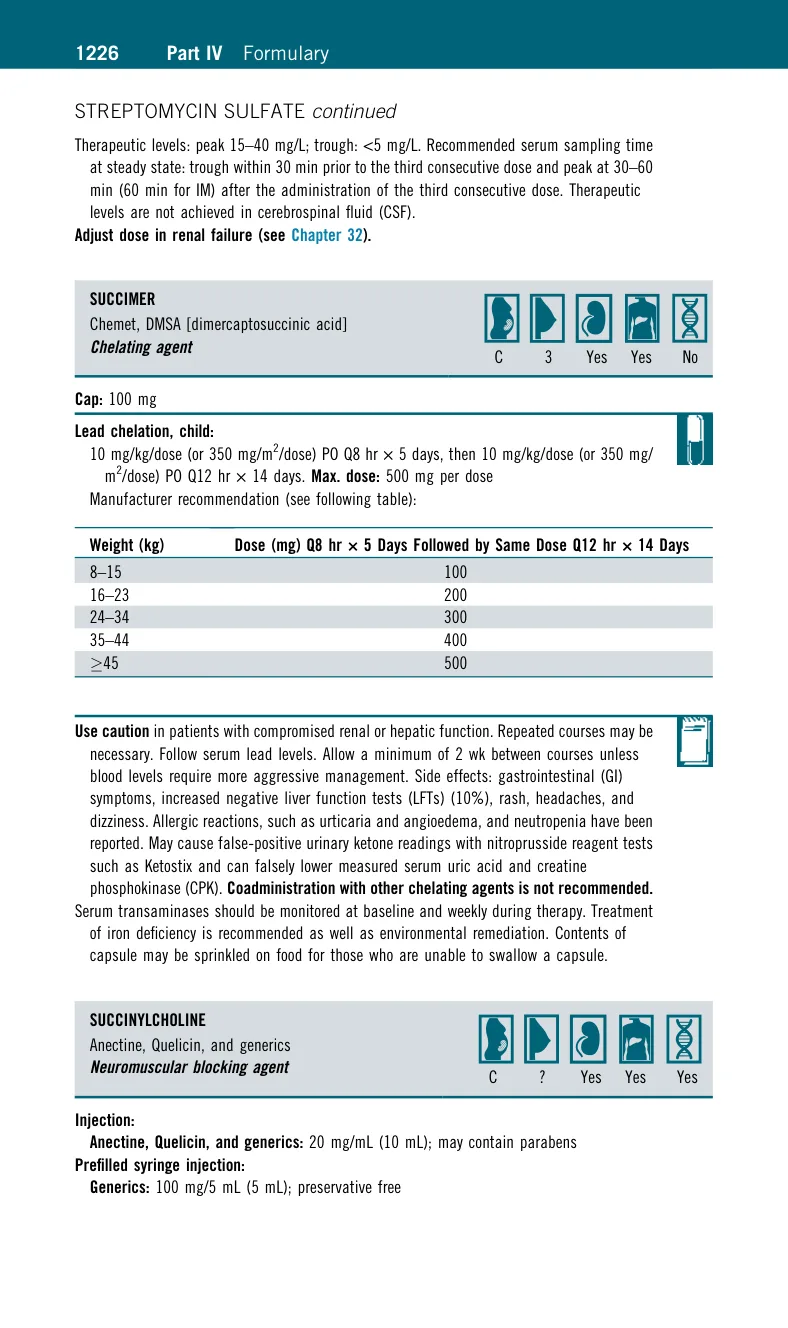 1226 Part IV Formulary
STREPTOMYCIN SULFATE continued
Therapeutic levels: peak 15–40 mg/L; trough: <5 mg/L. Recommended serum sampling time
at steady state: trough within 30 min prior to the third consecutive dose and peak at 30–60
min (60 min for IM) after the administration of the third consecutive dose. Therapeutic
levels are not achieved in cerebrospinal fluid (CSF).
Adjust dose in renal failure (see Chapter 32).
SUCCIMER
Chemet, DMSA [dimercaptosuccinic acid]
Chelating agent
C 3 Yes Yes No
Cap: 100 mg
Lead chelation, child:
10 mg/kg/dose (or 350 mg/m²/dose) PO Q8 hr × 5 days, then 10 mg/kg/dose (or 350 mg/
m²/dose) PO Q12 hr × 14 days. Max. dose: 500 mg per dose
Manufacturer recommendation (see following table):
Weight (kg) Dose (mg) Q8 hr × 5 Days Followed by Same Dose Q12 hr × 14 Days
8–15 100
16–23 200
24–34 300
35–44 400
≥45 500
Use caution in patients with compromised renal or hepatic function. Repeated courses may be
necessary. Follow serum lead levels. Allow a minimum of 2 wk between courses unless
blood levels require more aggressive management. Side effects: gastrointestinal (GI)
symptoms, increased negative liver function tests (LFTs) (10%), rash, headaches, and
dizziness. Allergic reactions, such as urticaria and angioedema, and neutropenia have been
reported. May cause false-positive urinary ketone readings with nitroprusside reagent tests
such as Ketostix and can falsely lower measured serum uric acid and creatine
phosphokinase (CPK). Coadministration with other chelating agents is not recommended.
Serum transaminases should be monitored at baseline and weekly during therapy. Treatment
of iron deficiency is recommended as well as environmental remediation. Contents of
capsule may be sprinkled on food for those who are unable to swallow a capsule.
SUCCINYLCHOLINE
Anectine, Quelicin, and generics
Neuromuscular blocking agent
C ? Yes Yes Yes
Injection:
Anectine, Quelicin, and generics: 20 mg/mL (10 mL); may contain parabens
Prefilled syringe injection:
Generics: 100 mg/5 mL (5 mL); preservative free